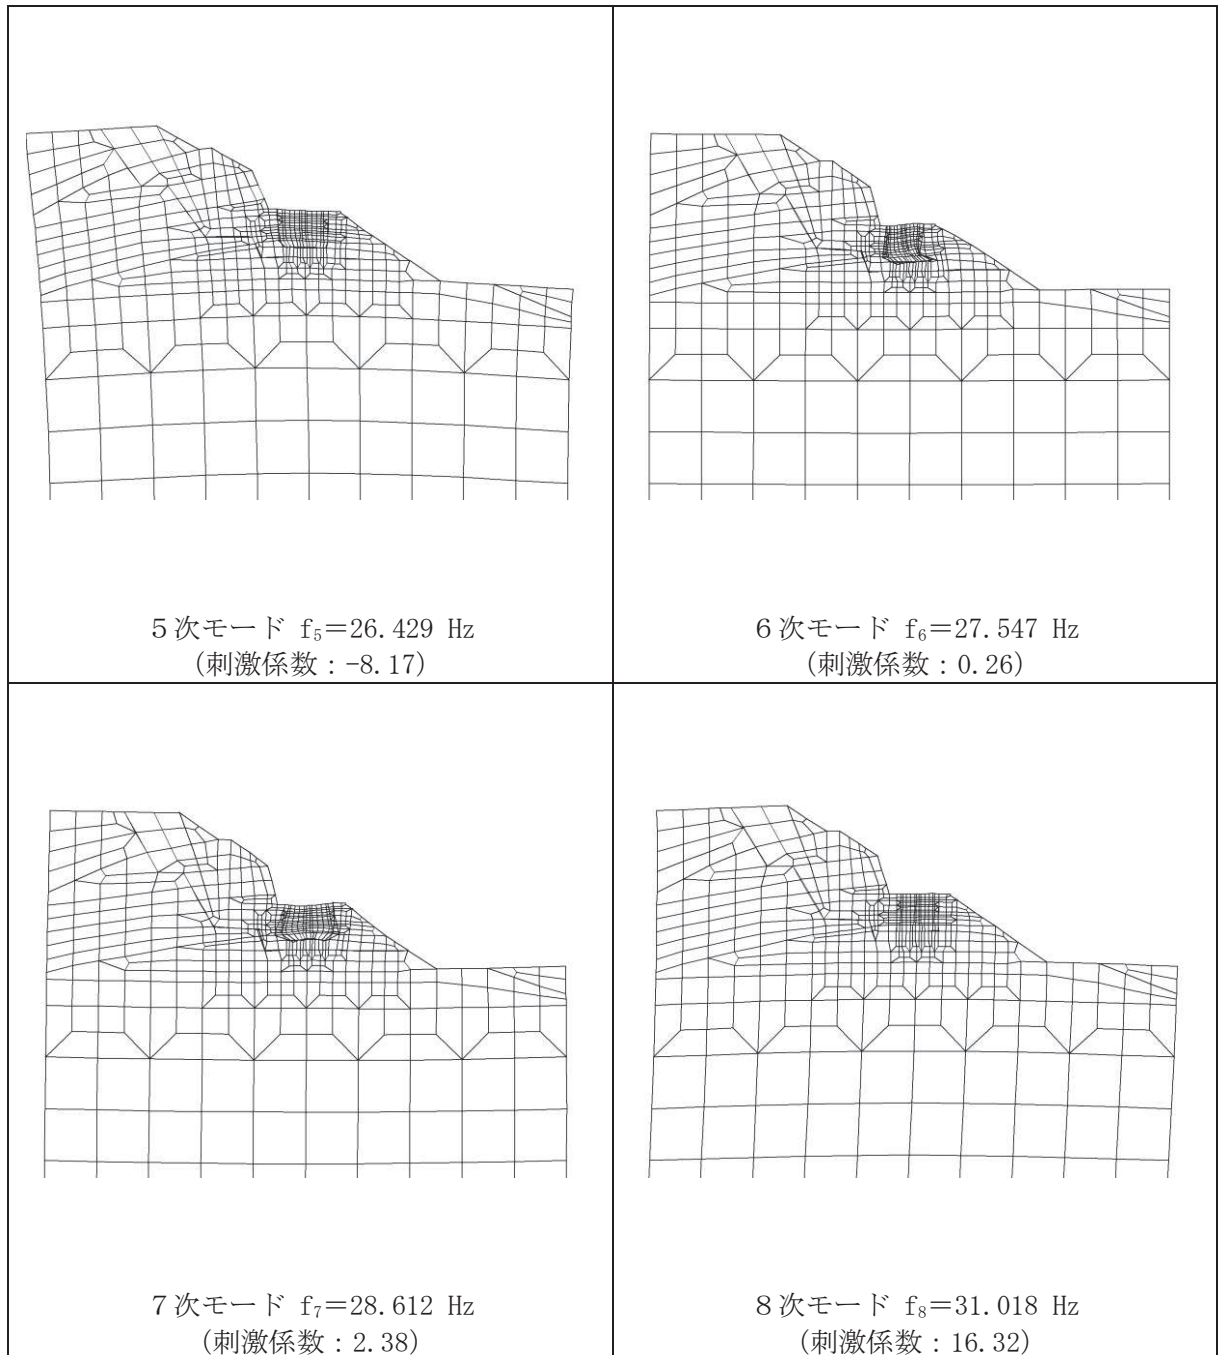 5次モード f₅＝26.429 Hz
(刺激係数：-8.17)
6次モード f₆＝27.547 Hz
(刺激係数：0.26)
7次モード f₇＝28.612 Hz
(刺激係数：2.38)
8次モード f₈＝31.018 Hz
(刺激係数：16.32)